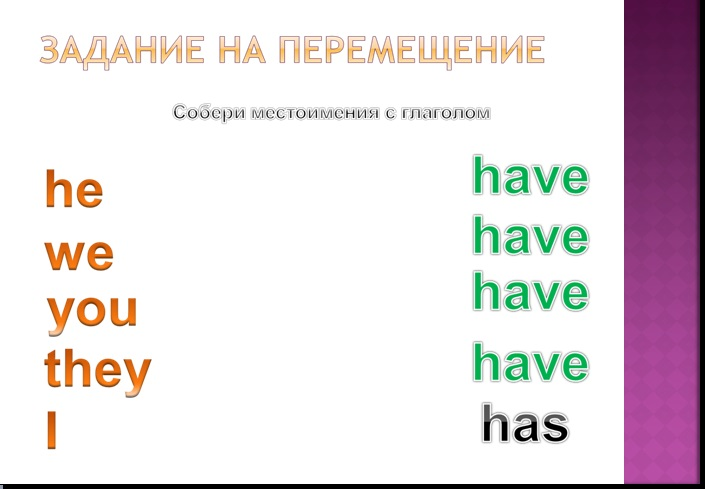 ЗАДАНИЕ НА ПЕРЕМЕЩЕНИЕ
Собери местоимения с глаголом
he
we
you
they
I
have
have
have
have
has